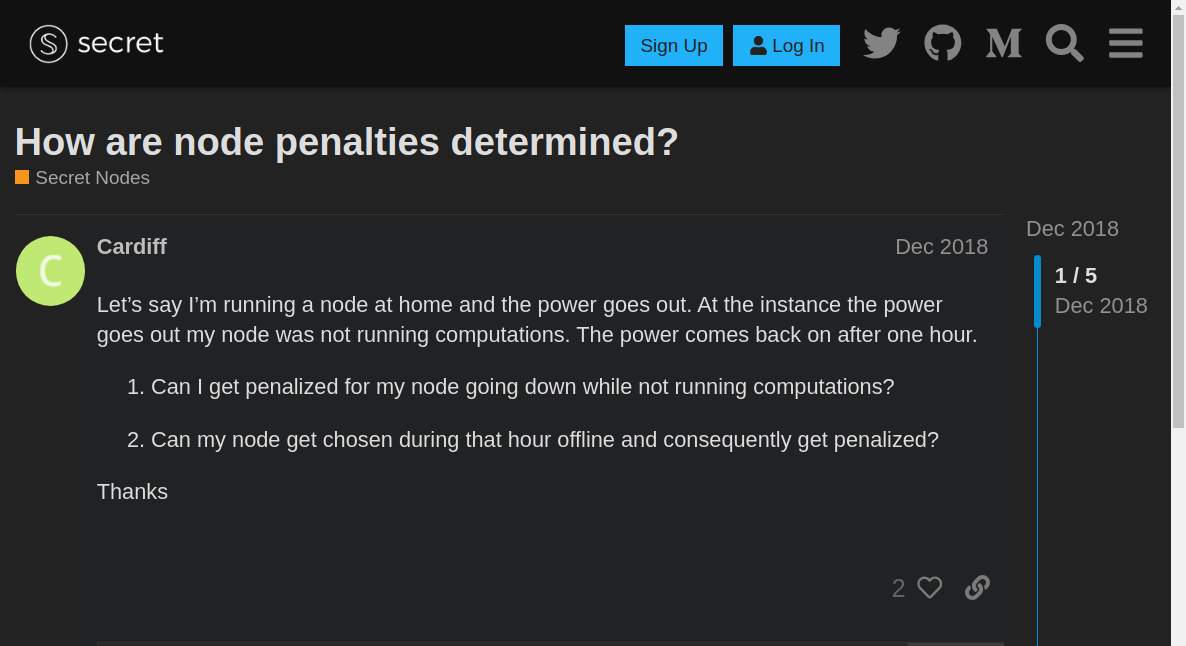 secret
Sign Up
Log In
How are node penalties determined?
Secret Nodes
Dec 2018
C
Cardiff
Dec 2018
1 / 5
Dec 2018
Let’s say I’m running a node at home and the power goes out. At the instance the power
goes out my node was not running computations. The power comes back on after one hour.
1. Can I get penalized for my node going down while not running computations?
2. Can my node get chosen during that hour offline and consequently get penalized?
Thanks
2